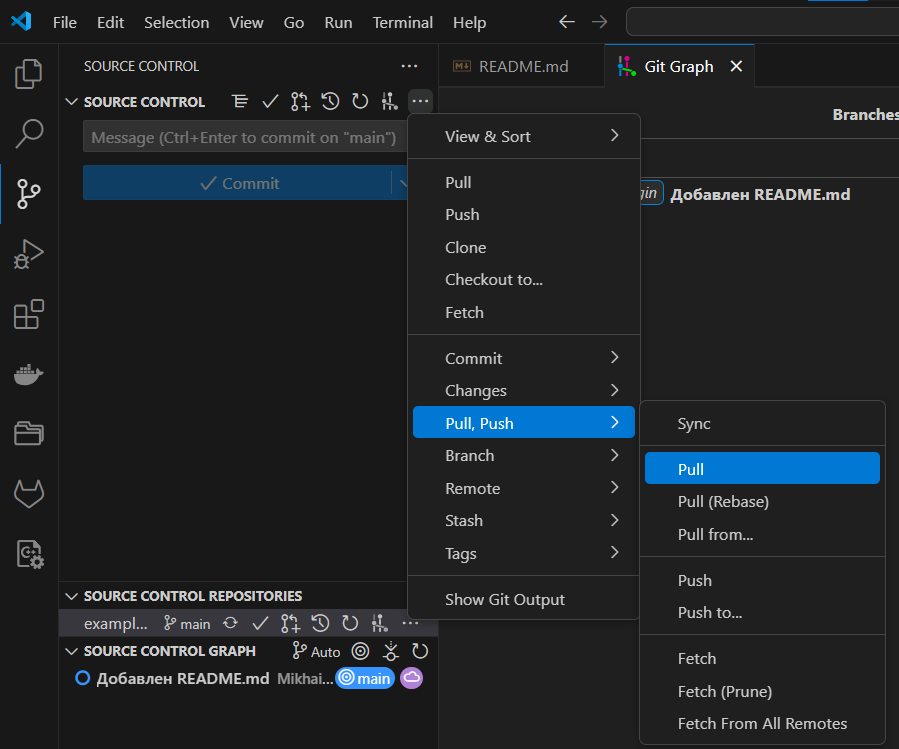 File Edit Selection View Go Run Terminal Help
SOURCE CONTROL
README.md
Git Graph
SOURCE CONTROL
Message (Ctrl+Enter to commit on "main")
Commit
Branches
Добавлен README.md
View & Sort
Pull
Push
Clone
Checkout to...
Fetch
Commit
Changes
Pull, Push
Branch
Remote
Stash
Tags
Show Git Output
Sync
Pull
Pull (Rebase)
Pull from...
Push
Push to...
Fetch
Fetch (Prune)
Fetch From All Remotes
SOURCE CONTROL REPOSITORIES
exampl... main
SOURCE CONTROL GRAPH Auto
Добавлен README.md Mikhai... main